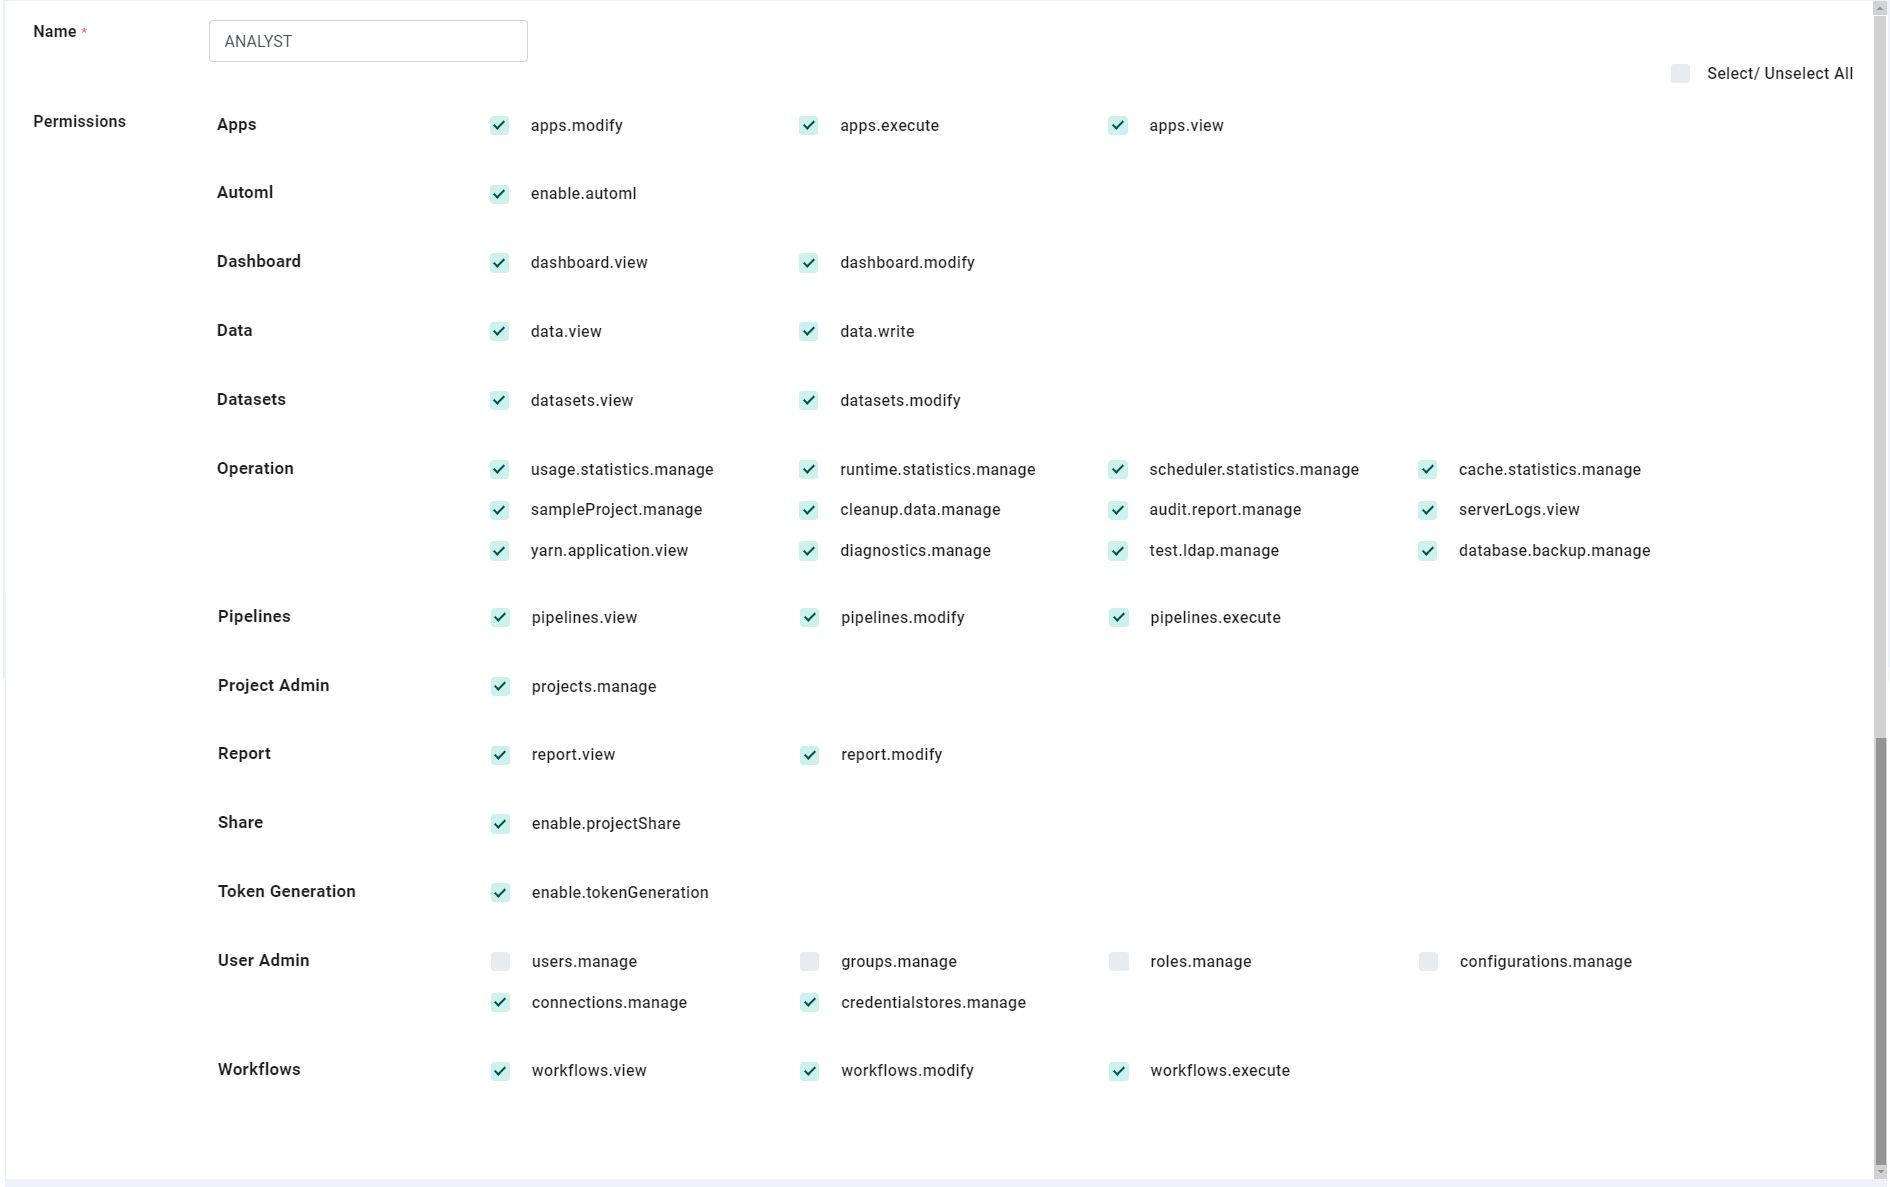 Name *
ANALYST
Select/ Unselect All
Permissions
Apps apps.modify apps.execute apps.view
Automl enable.automl
Dashboard dashboard.view dashboard.modify
Data data.view data.write
Datasets datasets.view datasets.modify
Operation usage.statistics.manage runtime.statistics.manage scheduler.statistics.manage cache.statistics.manage
sampleProject.manage cleanup.data.manage audit.report.manage serverLogs.view
yarn.application.view diagnostics.manage test.ldap.manage database.backup.manage
Pipelines pipelines.view pipelines.modify pipelines.execute
Project Admin projects.manage
Report report.view report.modify
Share enable.projectShare
Token Generation enable.tokenGeneration
User Admin users.manage groups.manage roles.manage configurations.manage
connections.manage credentialstores.manage
Workflows workflows.view workflows.modify workflows.execute